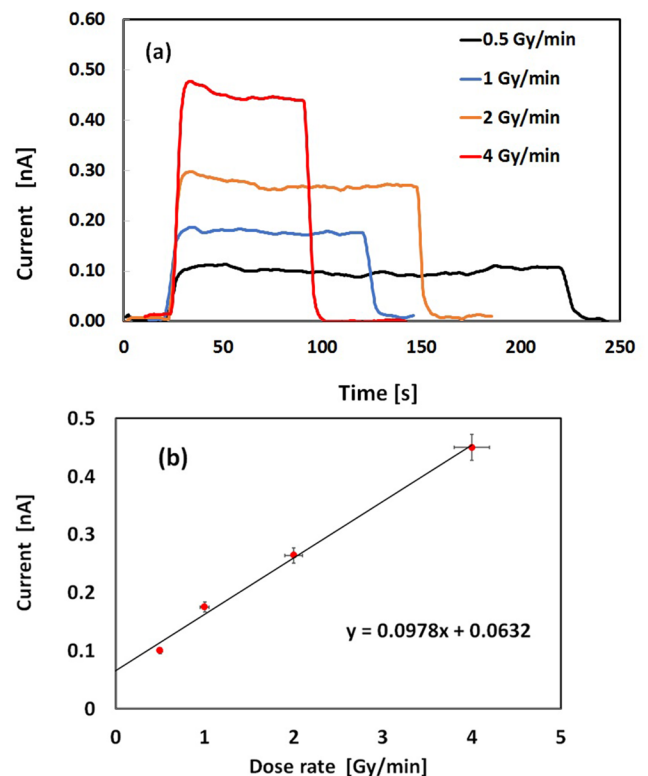 0.60
(a)
0.5 Gy/min
0.50
1 Gy/min
0.40
2 Gy/min
0.30
4 Gy/min
0.20
0.10
0.00
Current [nA]
0 50 100 150 200 250
Time [s]
0.5
(b)
0.4
0.3
0.2
y = 0.0978x + 0.0632
0.1
0
Current [nA]
0 1 2 3 4 5
Dose rate [Gy/min]